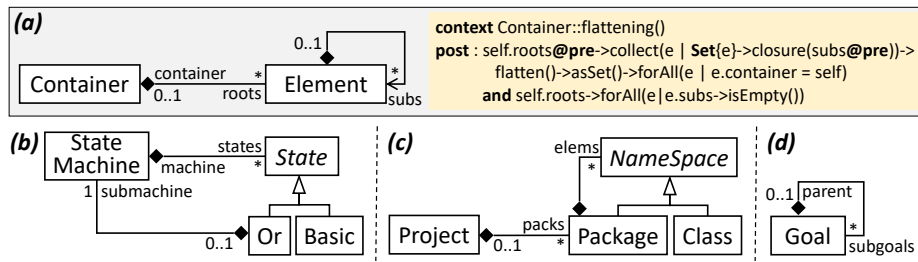 (a)
Container
container
0..1
*
roots
0..1
Element
*
subs
context Container::flattening()
post : self.roots@pre->collect(e | Set{e}->closure(subs@pre))->
flatten()->asSet()->forAll(e | e.container = self)
and self.roots->forAll(e|e.subs->isEmpty())
(b)
State
Machine
states
*
machine
State
1
submachine
0..1
Or
Basic
(c)
elems
*
NameSpace
Project
0..1
packs
*
Package
Class
(d)
0..1
parent
Goal
*
subgoals